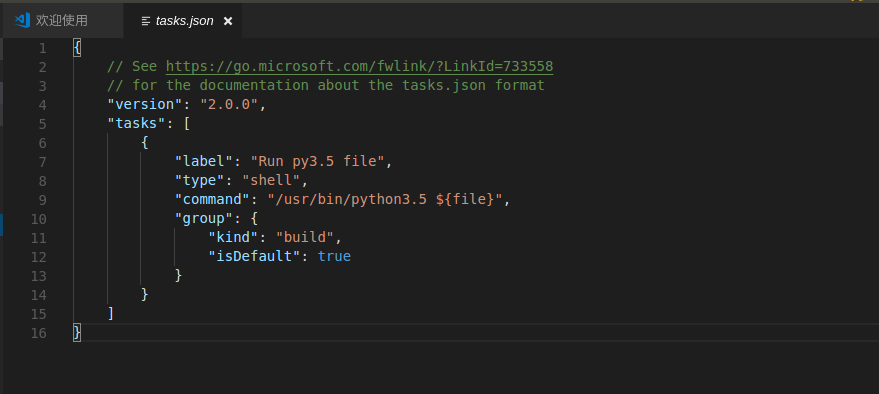 欢迎使用 tasks.json
1 {
2 // See https://go.microsoft.com/fwlink/?LinkId=733558
3 // for the documentation about the tasks.json format
4 "version": "2.0.0",
5 "tasks": [
6 {
7 "label": "Run py3.5 file",
8 "type": "shell",
9 "command": "/usr/bin/python3.5 ${file}",
10 "group": {
11 "kind": "build",
12 "isDefault": true
13 }
14 }
15 ]
16 }